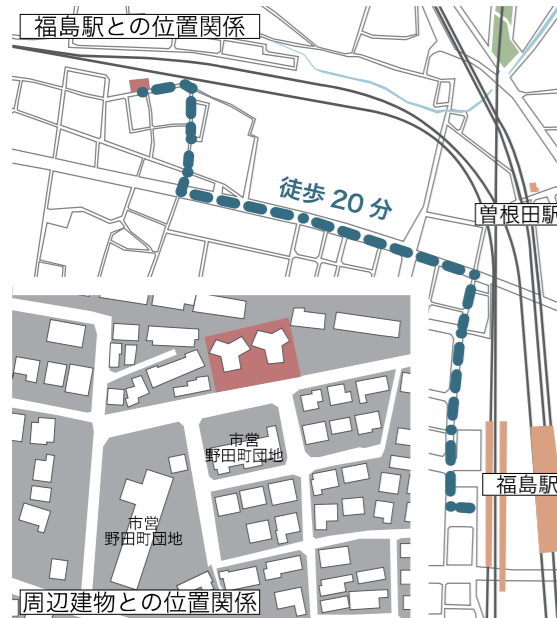 福島駅との位置関係
徒歩 20 分
曽根田駅
市営
野田町団地
福島駅
市営
野田町団地
周辺建物との位置関係